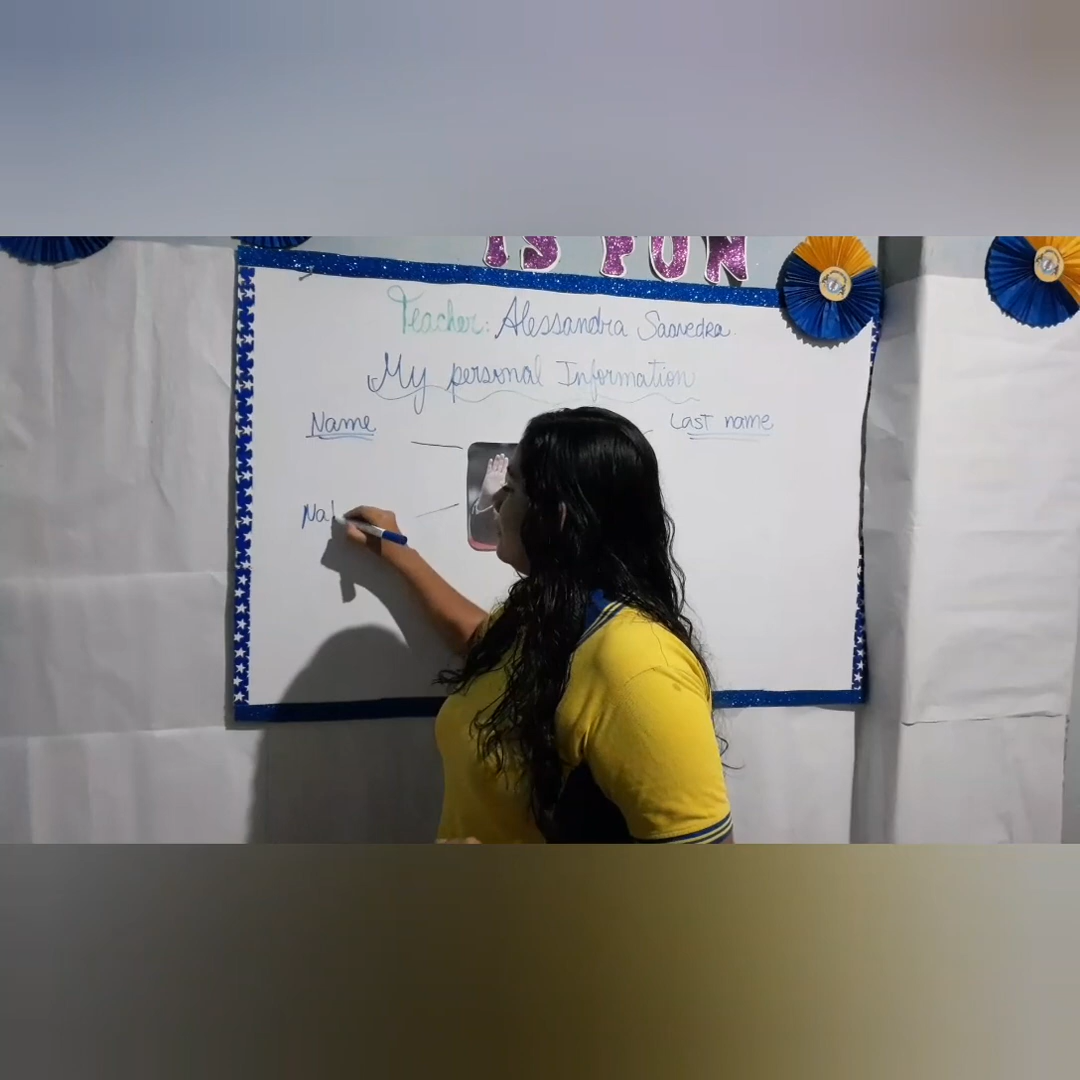 IS FUN
Teacher: Alessandra Saavedra.
My personal Information
Name
Last name
Na